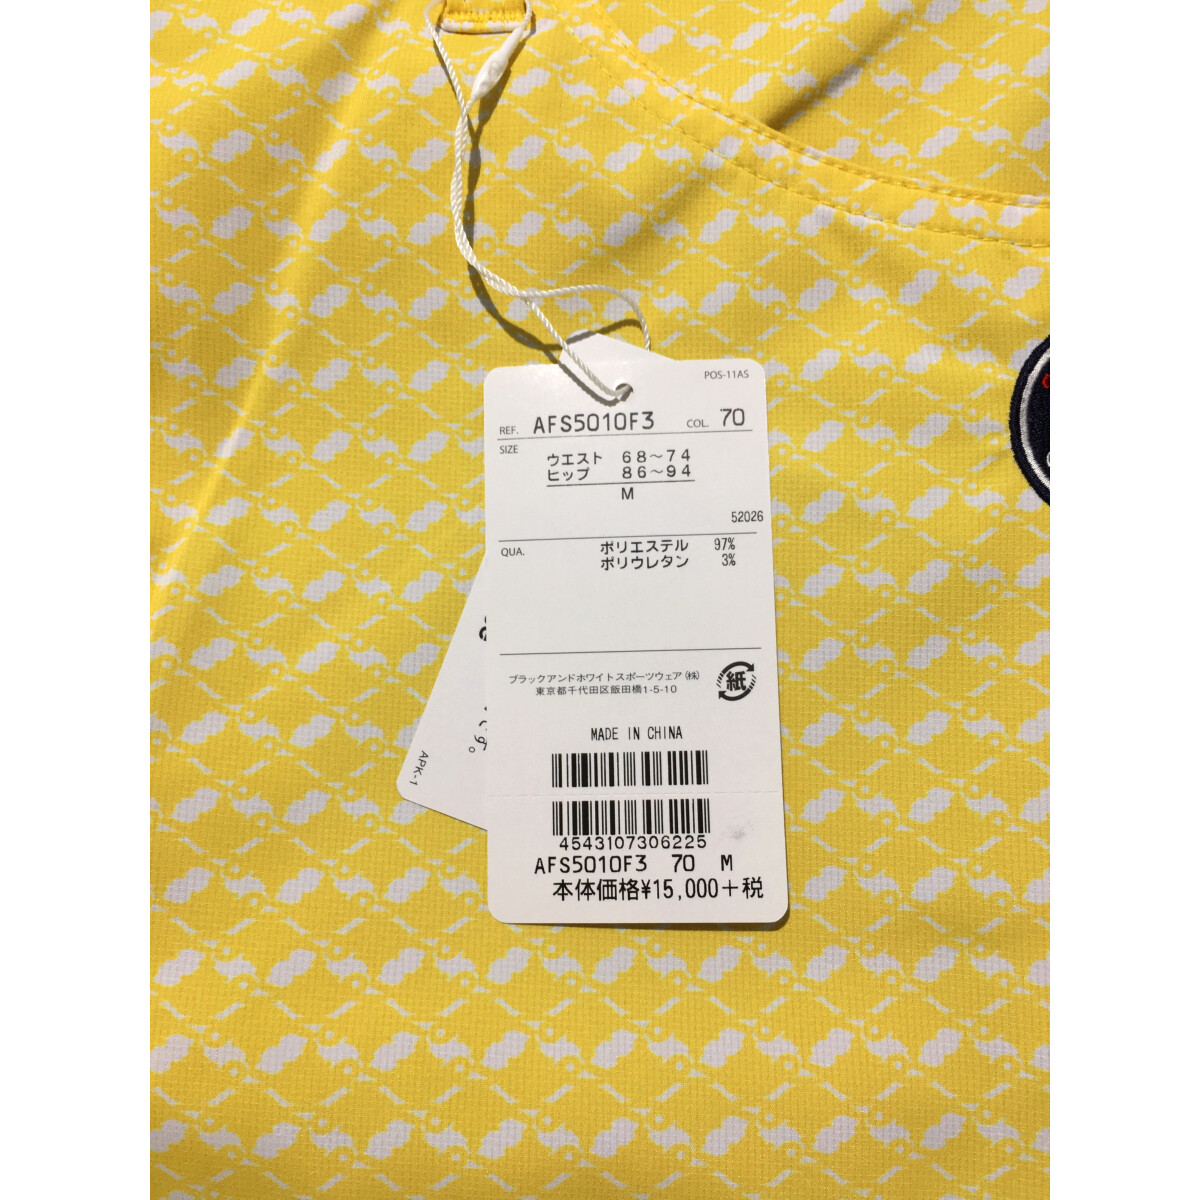 POS-11AS
REF. AFS5010F3 COL. 70
SIZE
ウエスト 68～74
ヒップ 86～94
M
52026
QUA. ポリエステル 97%
ポリウレタン 3%
ブラックアンドホワイトスポーツウェア(株)
東京都千代田区飯田橋1-5-10
紙
MADE IN CHINA
4543107306225
AFS5010F3 70 M
本体価格¥15,000+税
です。
APK-1